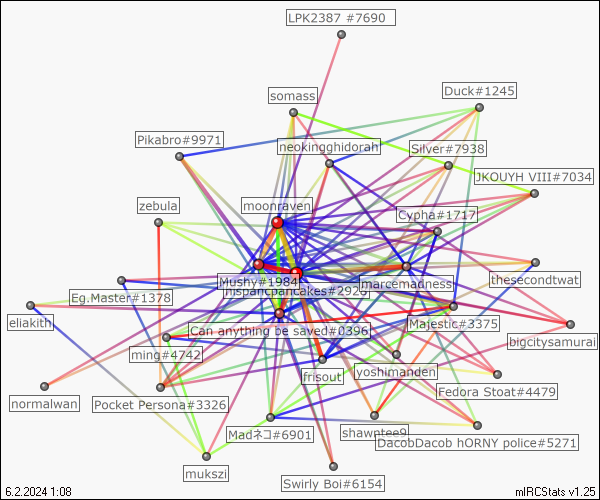 LPK2387 #7690
Duck#1245
somass
Pikabro#9971
neokingghidorah
Silver#7938
JKOUYH VIII#7034
zebula
moonraven
Cypha#1717
Mushy#1984
marcemadness
thesecondtwat
Eg.Master#1378
eliakith
Can anything be saved#0396
Majestic#3375
bigcitysamurai
ming#4742
frisout
yoshimanden
Fedora Stoat#4479
normalwan
Pocket Persona#3326
Madネコ#6901
shawntee9
DacobDacob hORNY police#5271
mukszi
Swirly Boi#6154
6.2.2024 1:08
mIRCStats v1.25